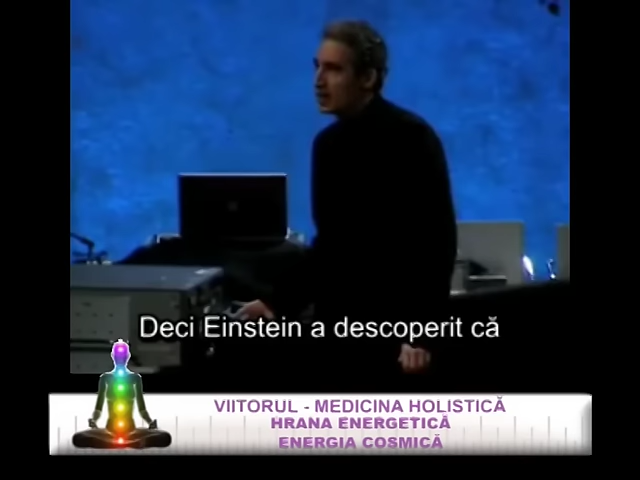 Deci Einstein a descoperit că
VIITORUL - MEDICINA HOLISTICĂ
HRANA ENERGETICĂ
ENERGIA COSMICĂ